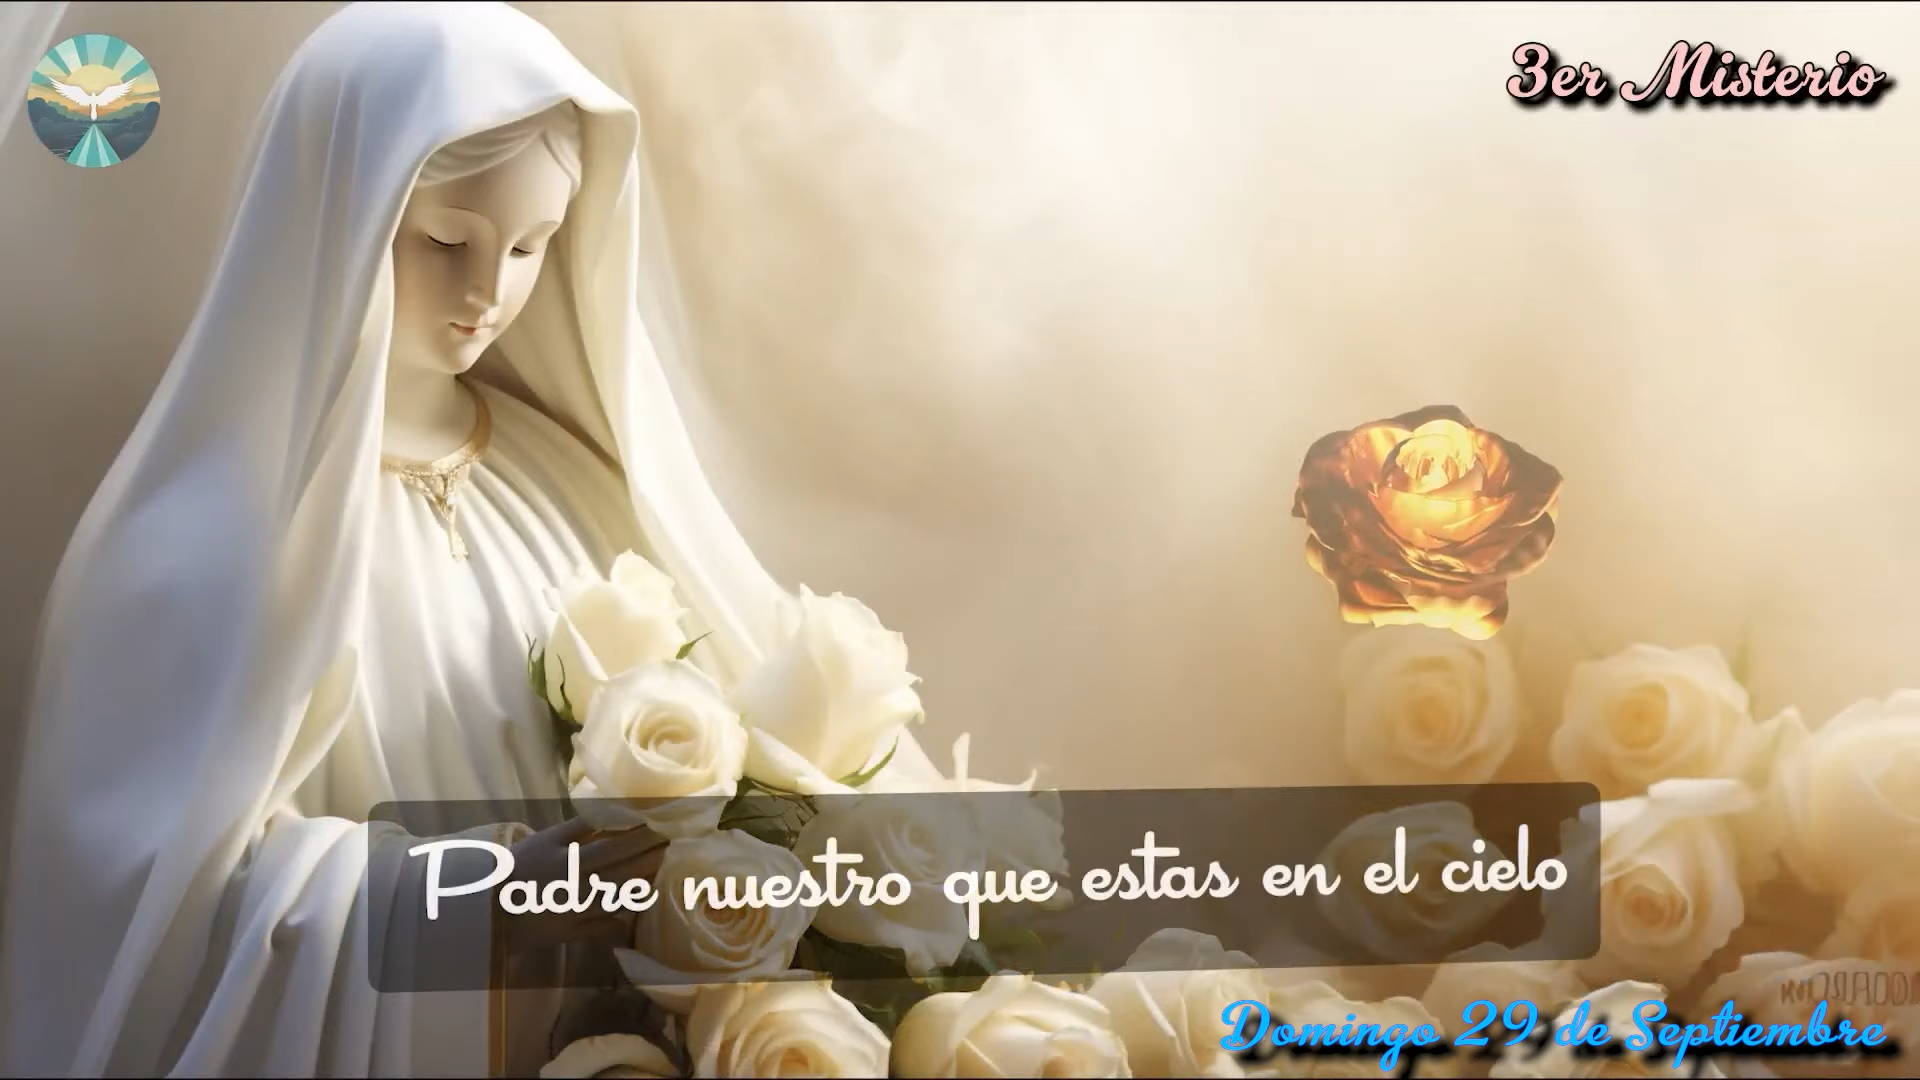 3er Misterio
Padre nuestro que estas en el cielo
Domingo 29 de Septiembre